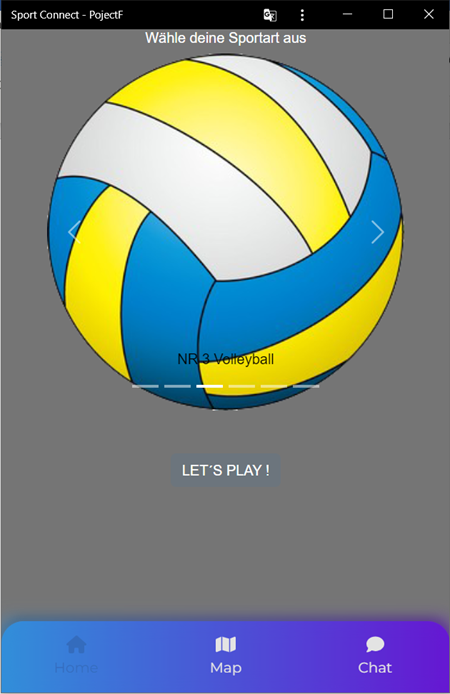 Sport Connect - PojectF
Wähle deine Sportart aus
NR 3 Volleyball
LET´S PLAY !
Home
Map
Chat